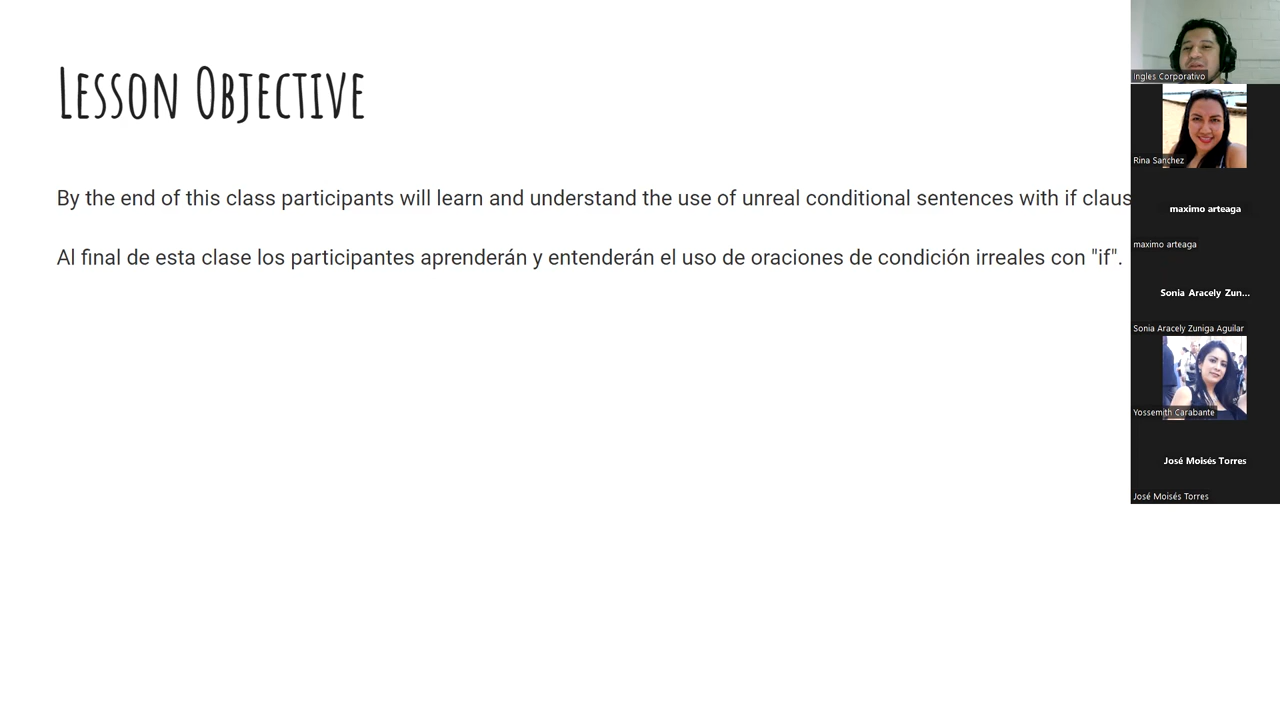 Lesson Objective
By the end of this class participants will learn and understand the use of unreal conditional sentences with if claus
Al final de esta clase los participantes aprenderán y entenderán el uso de oraciones de condición irreales con "if".
Ingles Corporativo
Rina Sanchez
maximo arteaga
maximo arteaga
Sonia Aracely Zun...
Sonia Aracely Zuniga Aguilar
Yossemith Carabante
José Moisés Torres
José Moisés Torres